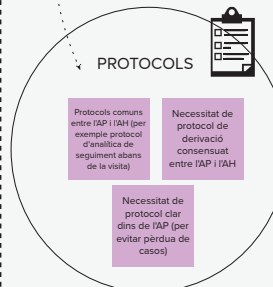 PROTOCOLS
Protocols comuns
entre l'AP i l'AH (per
exemple protocol
d'analítica de
seguiment abans
de la visita)
Necessitat de
protocol de
derivació
consensuat
entre l'AP i l'AH
Necessitat de
protocol clar
dins de l'AP (per
evitar pèrdua de
casos)